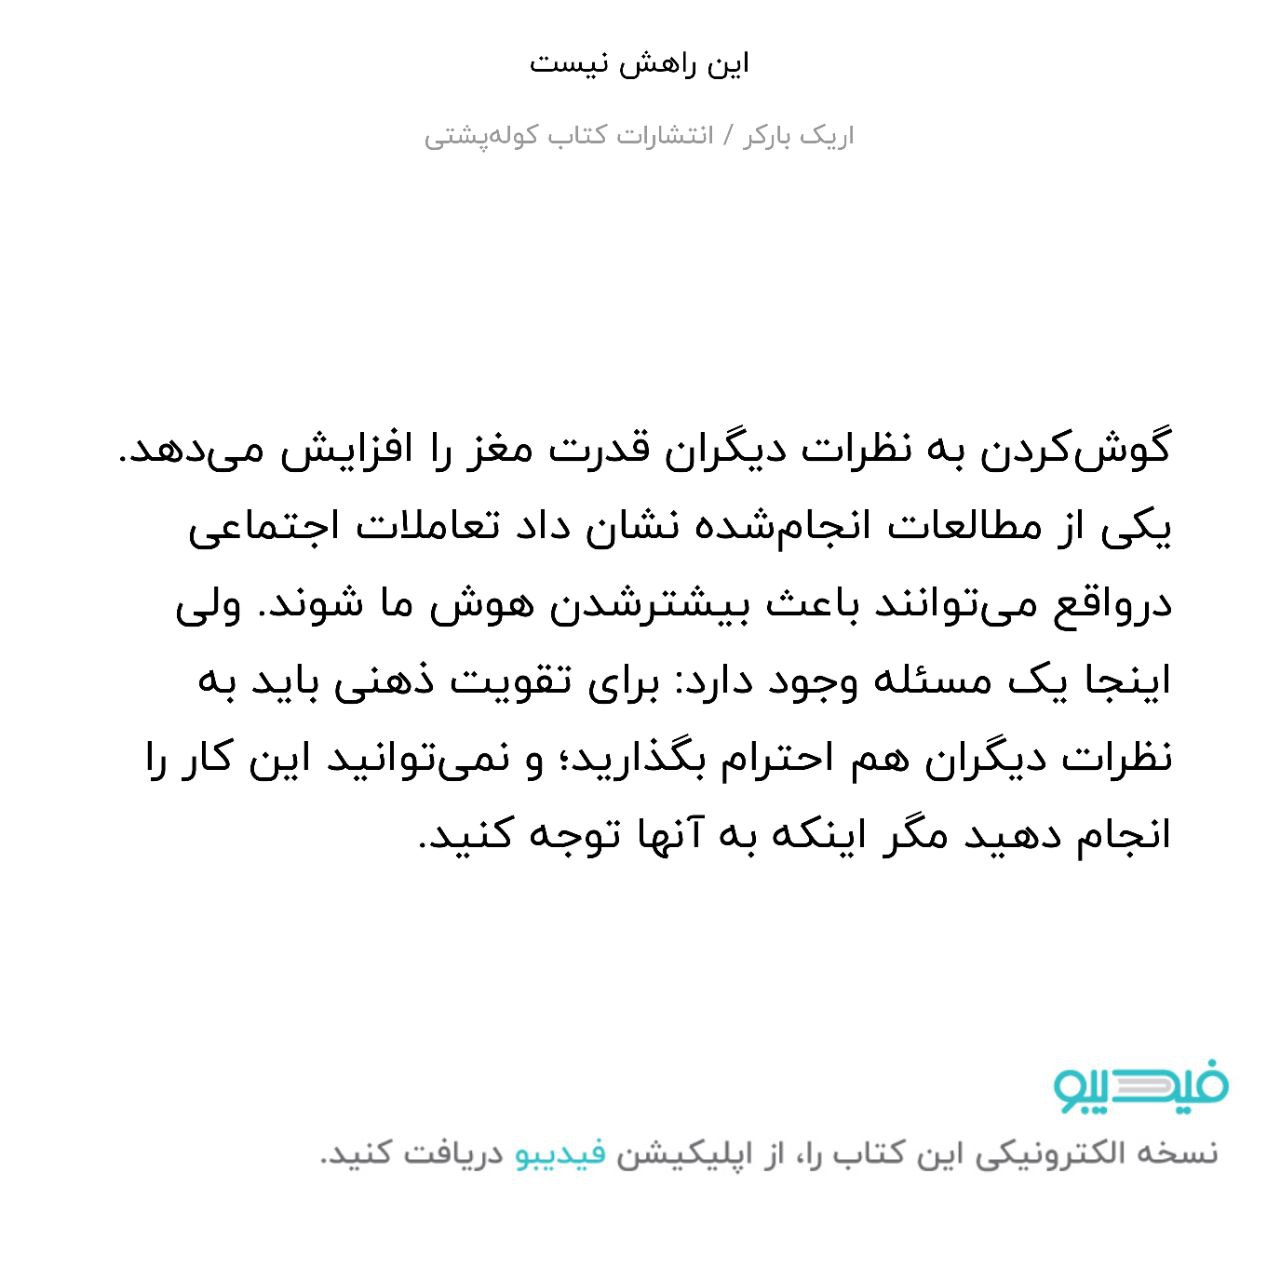 این راهش نیست
اریک بارکر / انتشارات کتاب کوله‌پشتی
گوش‌کردن به نظرات دیگران قدرت مغز را افزایش می‌دهد.
یکی از مطالعات انجام‌شده نشان داد تعاملات اجتماعی
درواقع می‌توانند باعث بیشترشدن هوش ما شوند. ولی
اینجا یک مسئله وجود دارد: برای تقویت ذهنی باید به
نظرات دیگران هم احترام بگذارید؛ و نمی‌توانید این کار را
انجام دهید مگر اینکه به آنها توجه کنید.
فیدیبو
نسخه الکترونیکی این کتاب را، از اپلیکیشن فیدیبو دریافت کنید.